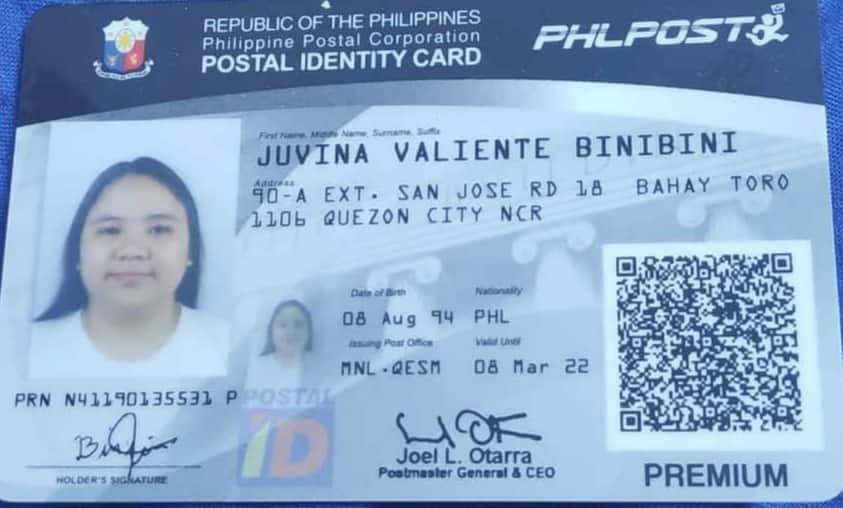 REPUBLIC OF THE PHILIPPINES
Philippine Postal Corporation
POSTAL IDENTITY CARD
PHLPOST
First Name, Middle Name, Surname, Suffix
JUVINA VALIENTE BINIBINI
Address
90-A EXT. SAN JOSE RD 18 BAHAY TORO
1106 QUEZON CITY NCR
Date of Birth Nationality
08 Aug 94 PHL
Issuing Post Office Valid Until
MNL-QESM 08 Mar 22
PRN N41190135531 P
POSTAL
iD
HOLDER'S SIGNATURE
Joel L. Otarra
Postmaster General & CEO
PREMIUM